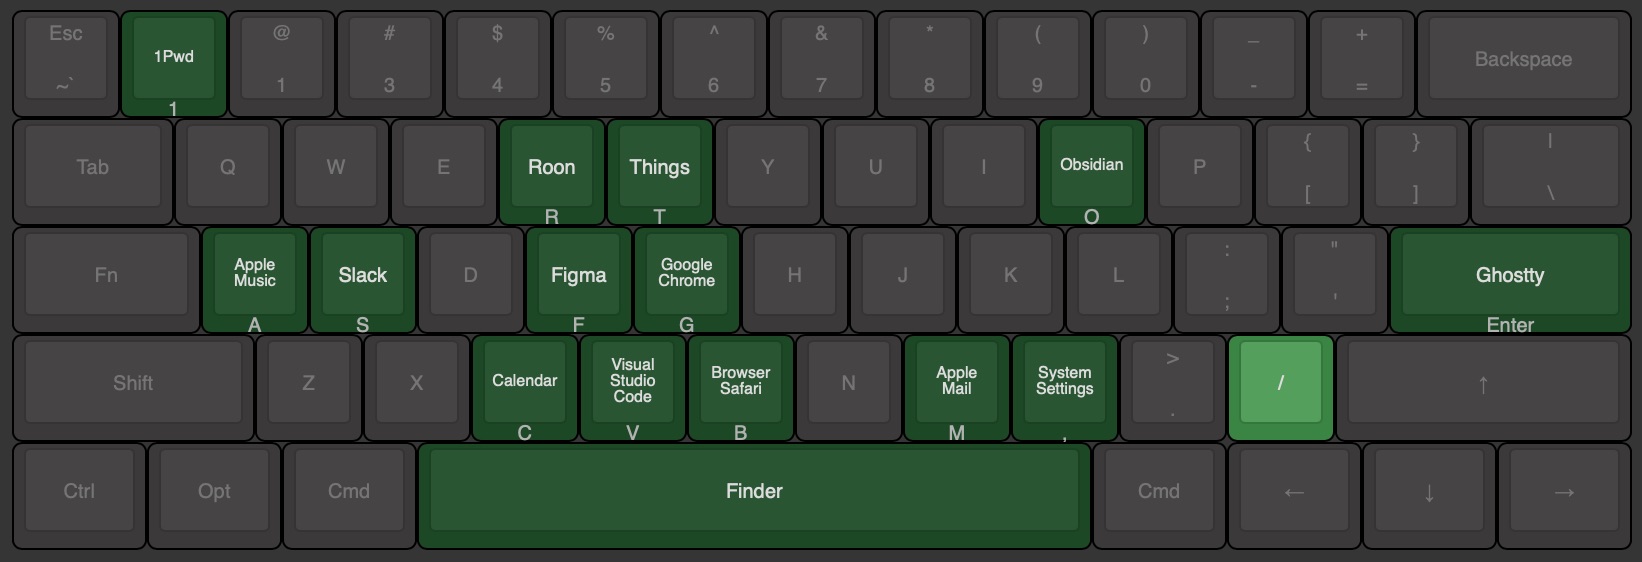 Esc
~`
1Pwd
1
@
1
#
3
$
4
%
5
^
6
&
7
*
8
(
9
)
0
_
-
+
=
Backspace
Tab
Q
W
E
Roon
R
Things
T
Y
U
I
Obsidian
O
P
{
[
}
]
|
\
Fn
Apple
Music
A
Slack
S
D
Figma
F
Google
Chrome
G
H
J
K
L
:
;
"
'
Ghostty
Enter
Shift
Z
X
Calendar
C
Visual
Studio
Code
V
Browser
Safari
B
N
Apple
Mail
M
System
Settings
,
>
.
/
↑
Ctrl
Opt
Cmd
Finder
Cmd
←
↓
→